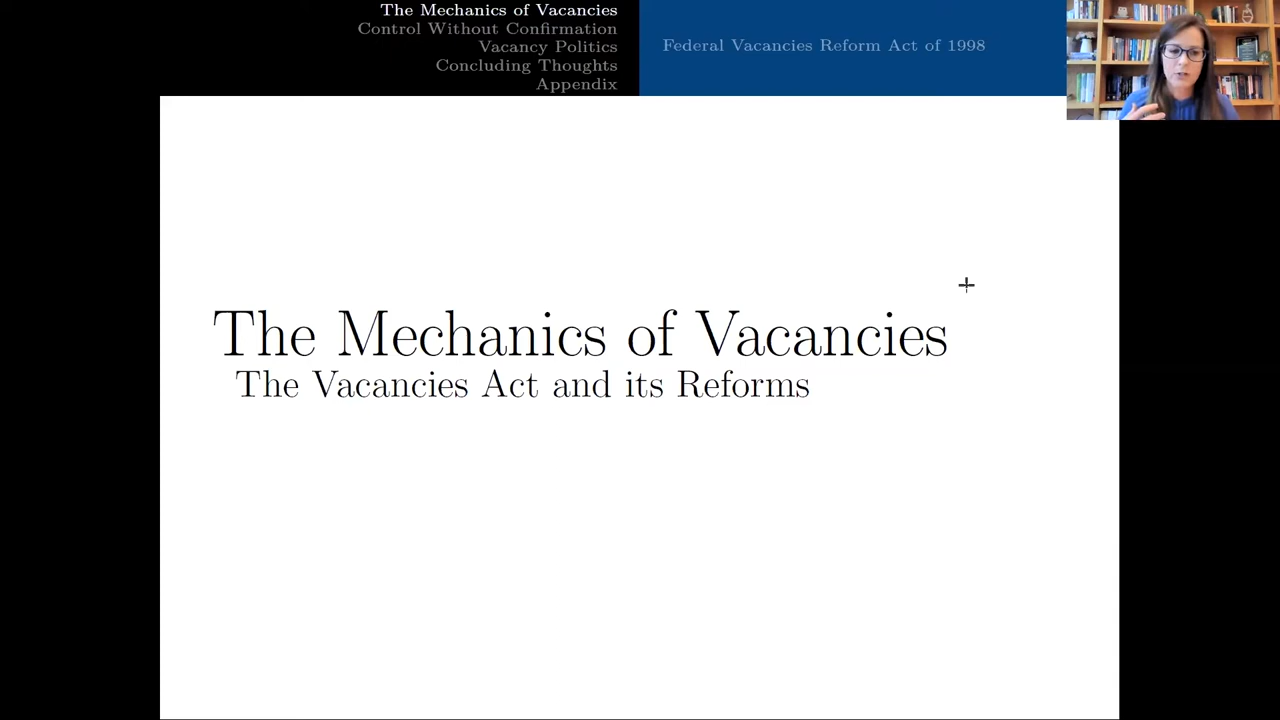 The Mechanics of Vacancies
Control Without Confirmation
Vacancy Politics
Concluding Thoughts
Appendix
Federal Vacancies Reform Act of 1998
The Mechanics of Vacancies
The Vacancies Act and its Reforms